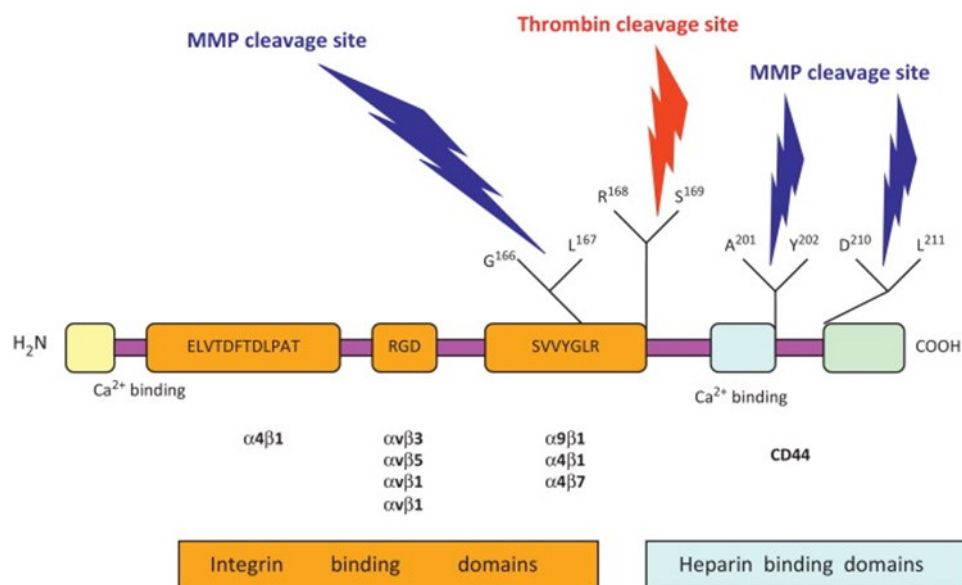 Thrombin cleavage site
MMP cleavage site
MMP cleavage site
R168 S169
G166 L167
A201 Y202
D210 L211
H2N
ELVTDFTDLPAT
RGD
SVVYGLR
COOH
Ca2+ binding
Ca2+ binding
α4β1
αvβ3
αvβ5
αvβ1
αvβ1
α9β1
α4β1
α4β7
CD44
Integrin binding domains
Heparin binding domains